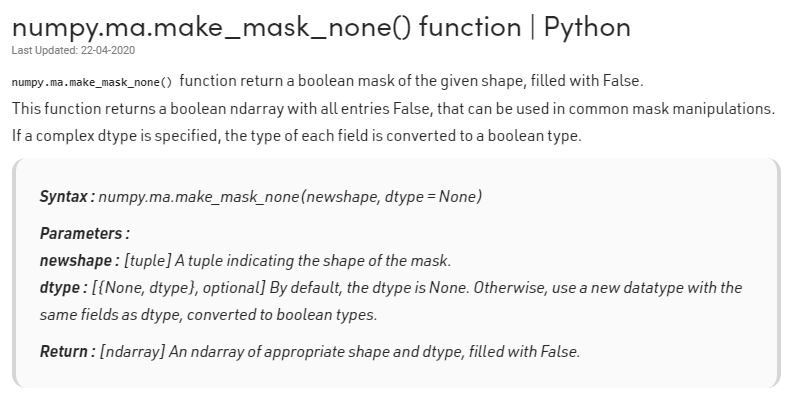 numpy.ma.make_mask_none() function | Python
Last Updated: 22-04-2020
numpy.ma.make_mask_none() function return a boolean mask of the given shape, filled with False.
This function returns a boolean ndarray with all entries False, that can be used in common mask manipulations.
If a complex dtype is specified, the type of each field is converted to a boolean type.
Syntax : numpy.ma.make_mask_none(newshape, dtype = None)
Parameters :
newshape : [tuple] A tuple indicating the shape of the mask.
dtype : [{None, dtype}, optional] By default, the dtype is None. Otherwise, use a new datatype with the
same fields as dtype, converted to boolean types.
Return : [ndarray] An ndarray of appropriate shape and dtype, filled with False.